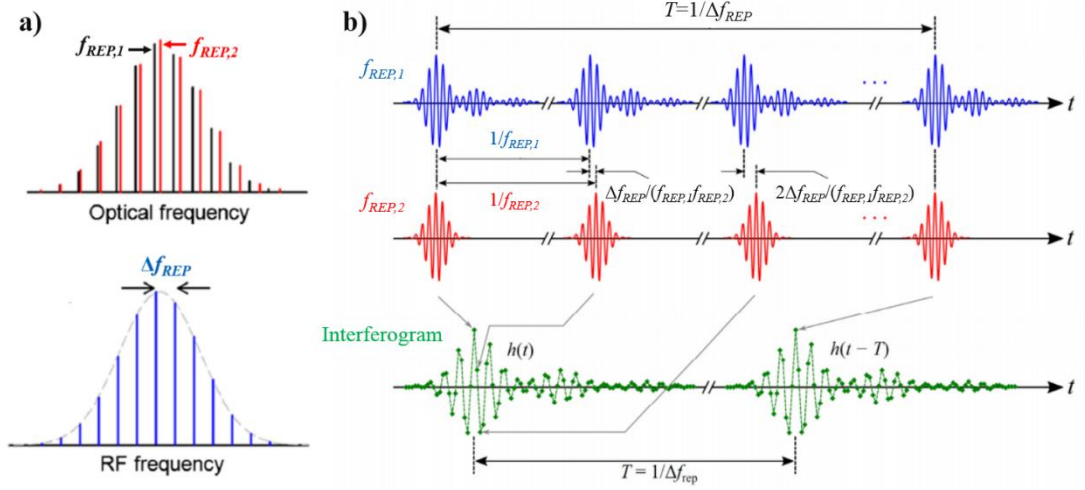 a)
f_REP,1
f_REP,2
Optical frequency
Δf_REP
RF frequency
b)
T=1/Δf_REP
f_REP,1
t
1/f_REP,1
Δf_REP/(f_REP,1f_REP,2)
2Δf_REP/(f_REP,1f_REP,2)
f_REP,2
1/f_REP,2
t
Interferogram
h(t)
h(t − T)
t
T = 1/Δf_rep